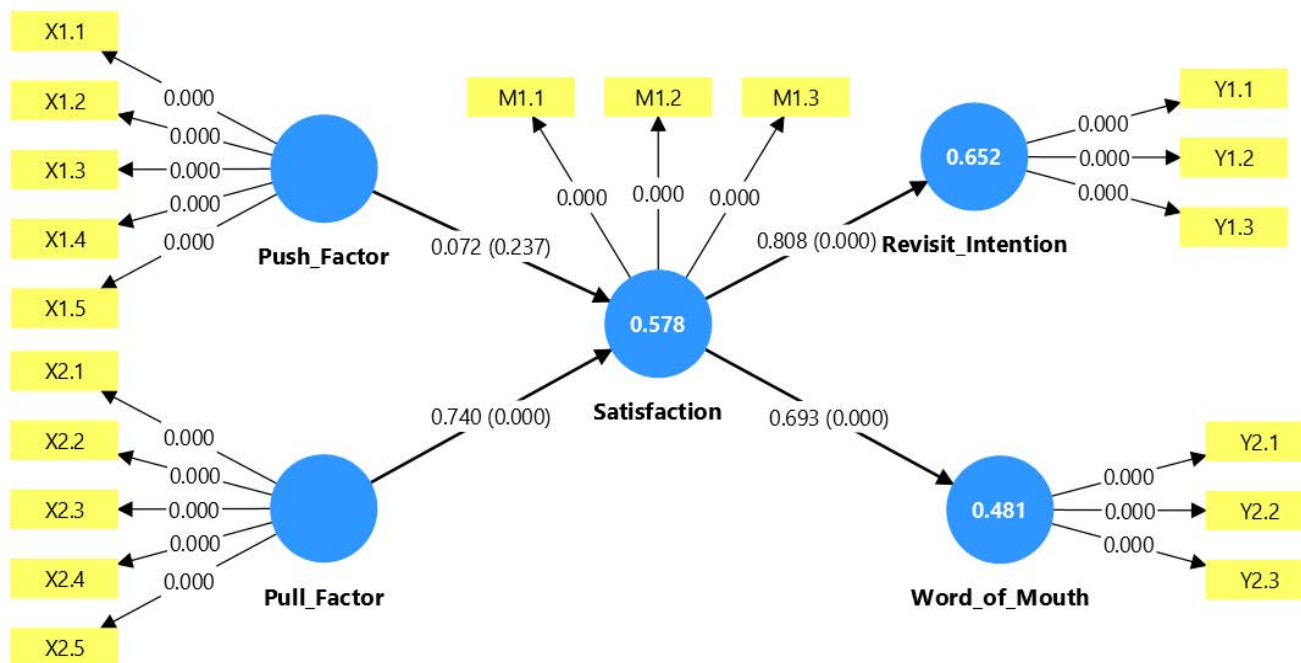 X1.1
0.000
X1.2
0.000
X1.3
0.000
X1.4
0.000
X1.5
0.000
Push_Factor
0.072 (0.237)
X2.1
0.000
X2.2
0.000
X2.3
0.000
X2.4
0.000
X2.5
0.000
Pull_Factor
0.740 (0.000)
M1.1
M1.2
M1.3
0.000
0.000
0.000
0.578
Satisfaction
0.808 (0.000)
0.693 (0.000)
0.652
Revisit_Intention
0.000
0.000
0.000
Y1.1
Y1.2
Y1.3
0.481
Word_of_Mouth
0.000
0.000
0.000
Y2.1
Y2.2
Y2.3